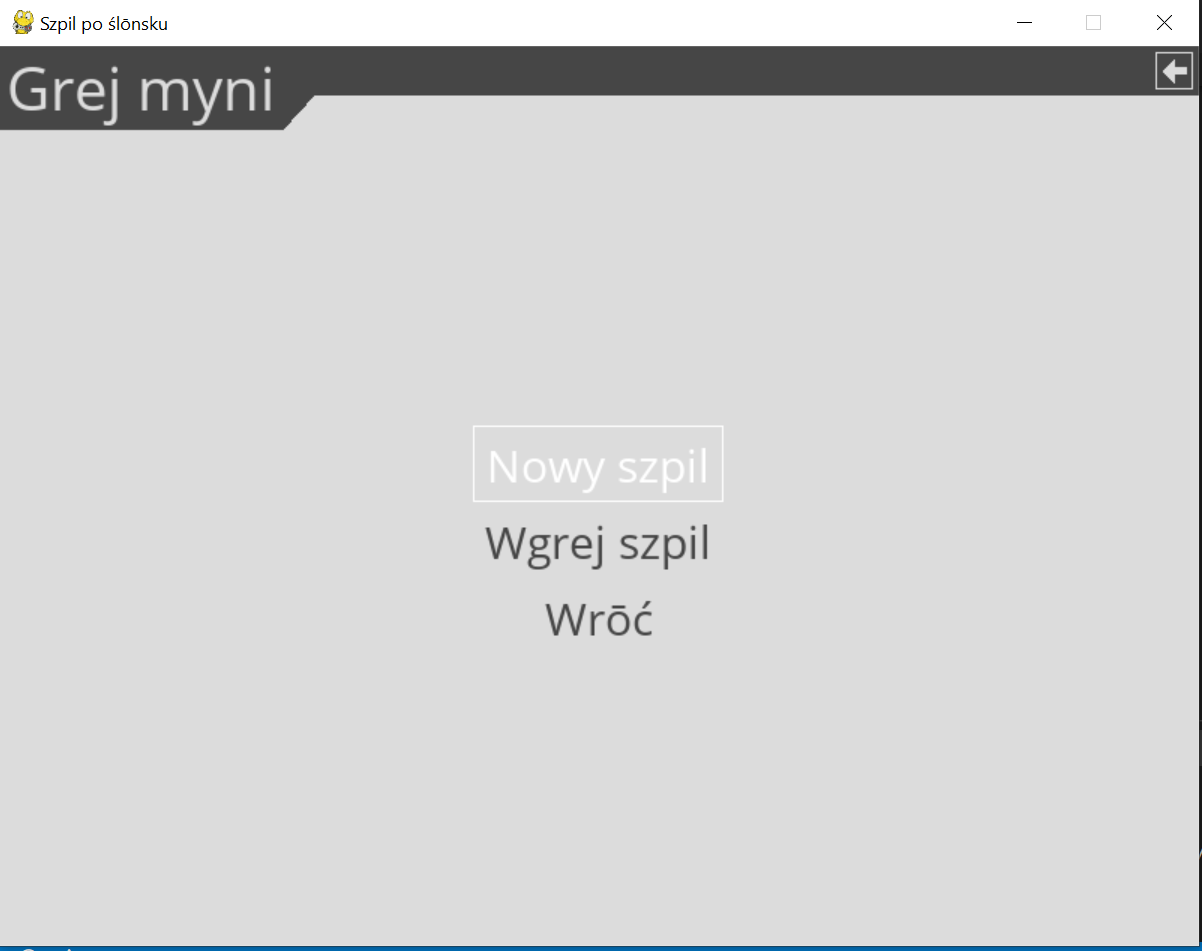 Szpil po ślōnsku
Grej myni
Nowy szpil
Wgrej szpil
Wrōć